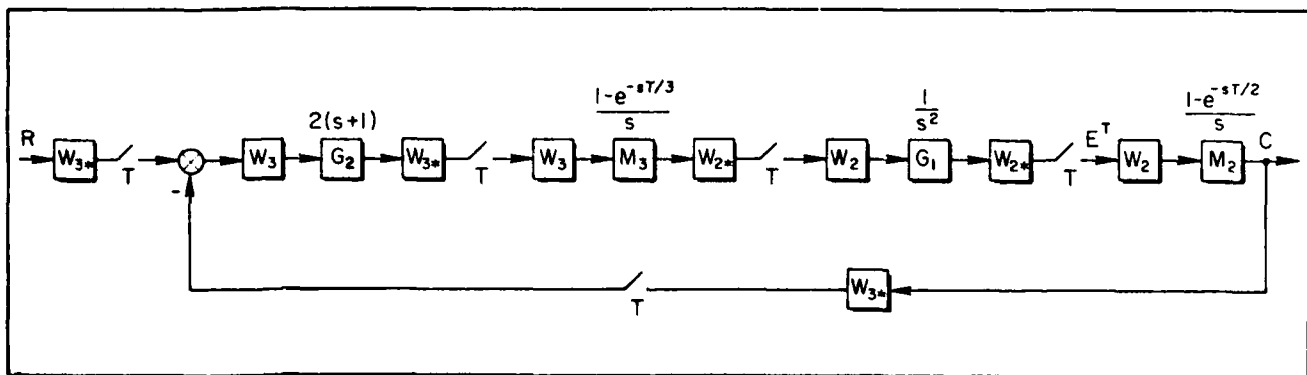 R
W3*
T
-
W3
2(s+1)
G2
W3*
T
W3
1-e^-sT/3
s
M3
W2*
T
W2
1
s^2
G1
W2*
T
E^T
W2
1-e^-sT/2
s
M2
C
T
W3*